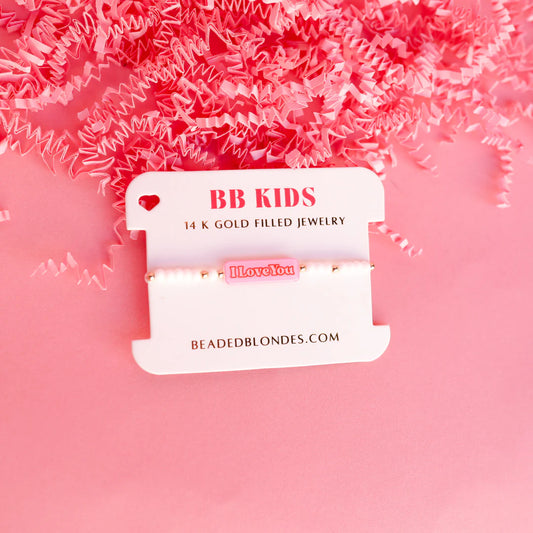 BB KIDS
14 K GOLD FILLED JEWELRY
I Love You
BEADEDBLONDES.COM